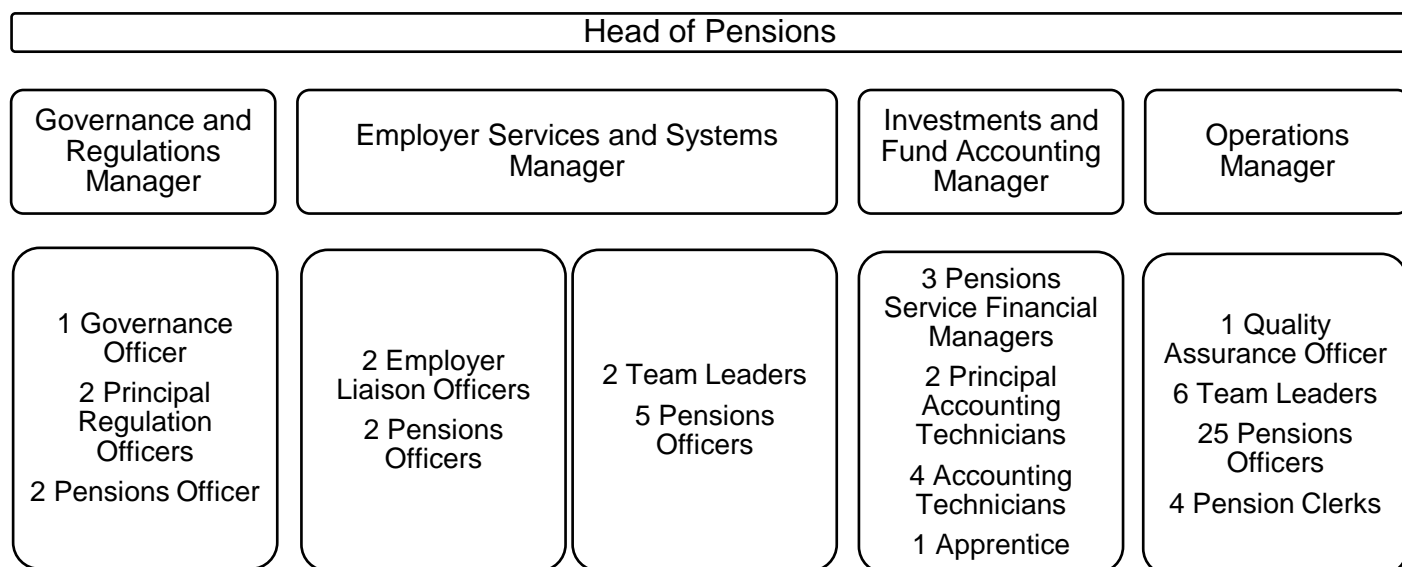 Head of Pensions
Governance and
Regulations
Manager
Employer Services and Systems
Manager
Investments and
Fund Accounting
Manager
Operations
Manager
1 Governance
Officer
2 Principal
Regulation
Officers
2 Pensions Officer
2 Employer
Liaison Officers
2 Pensions
Officers
2 Team Leaders
5 Pensions
Officers
3 Pensions
Service Financial
Managers
2 Principal
Accounting
Technicians
4 Accounting
Technicians
1 Apprentice
1 Quality
Assurance Officer
6 Team Leaders
25 Pensions
Officers
4 Pension Clerks